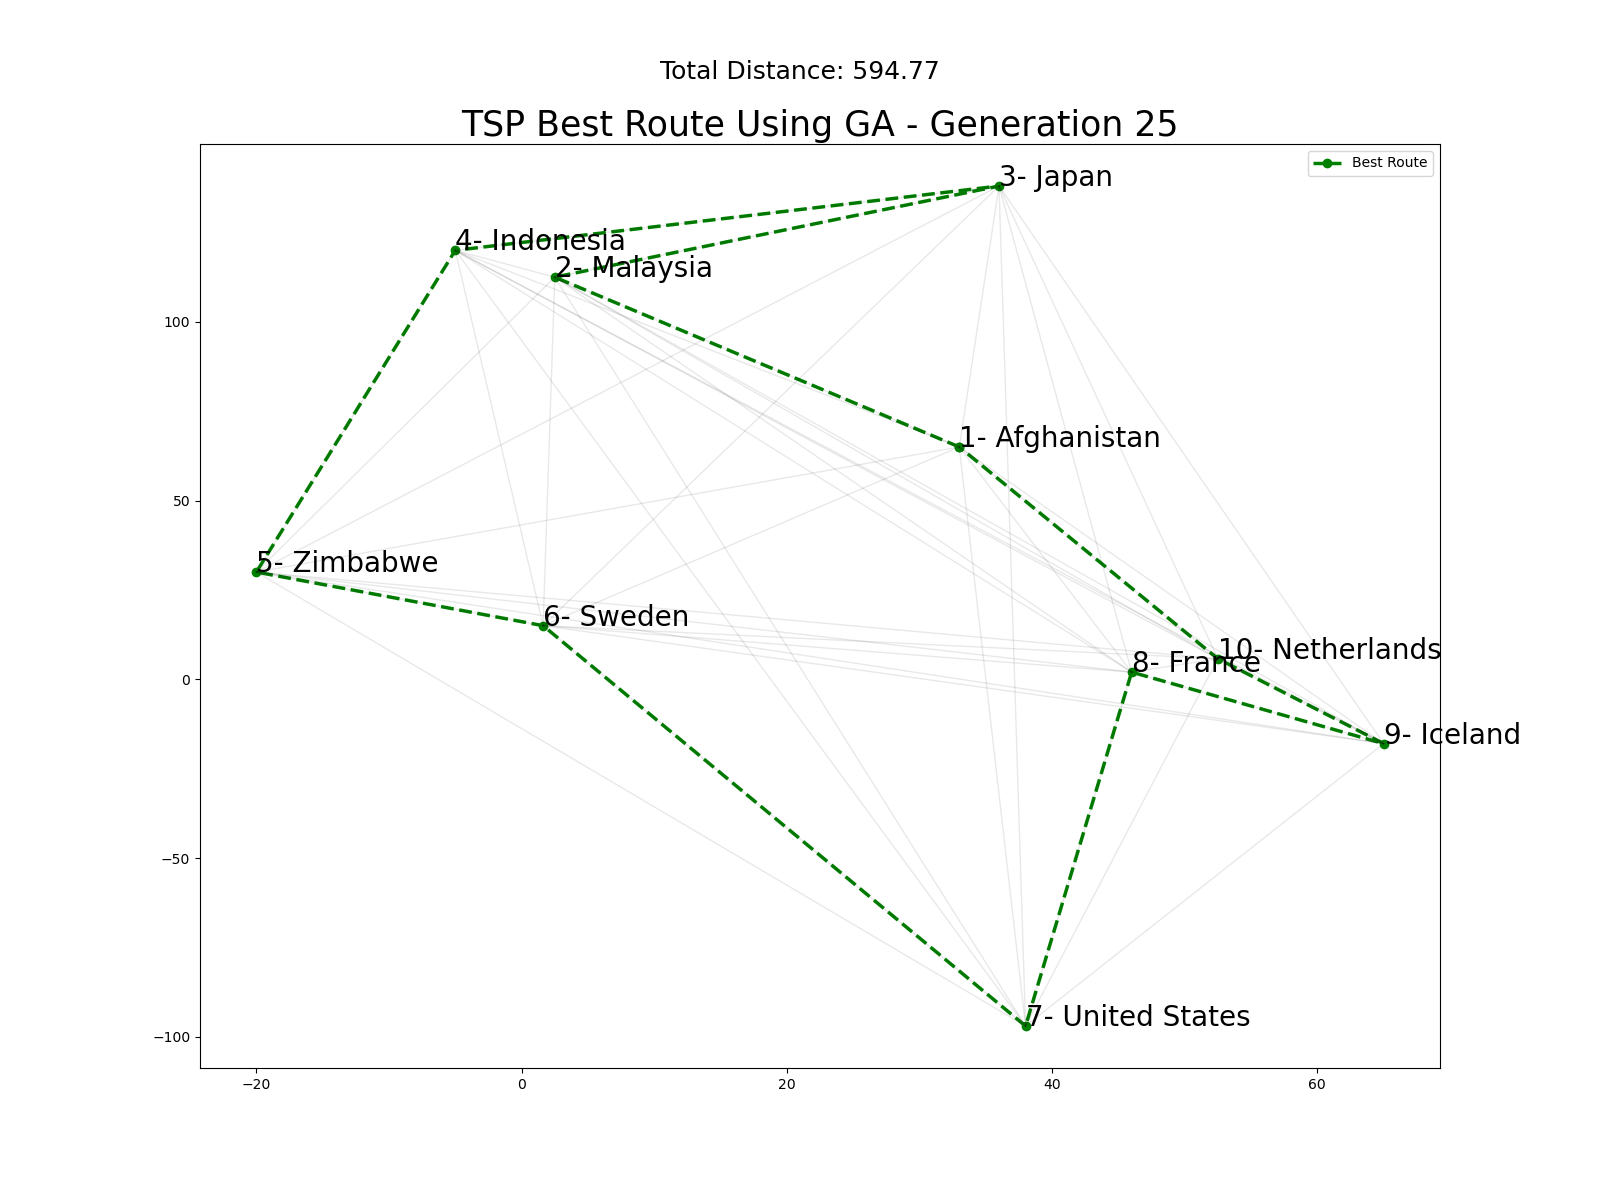 Total Distance: 594.77
TSP Best Route Using GA - Generation 25
Best Route
3- Japan
4- Indonesia
2- Malaysia
1- Afghanistan
5- Zimbabwe
6- Sweden
10- Netherlands
8- France
9- Iceland
7- United States
100
50
0
−50
−100
−20
0
20
40
60